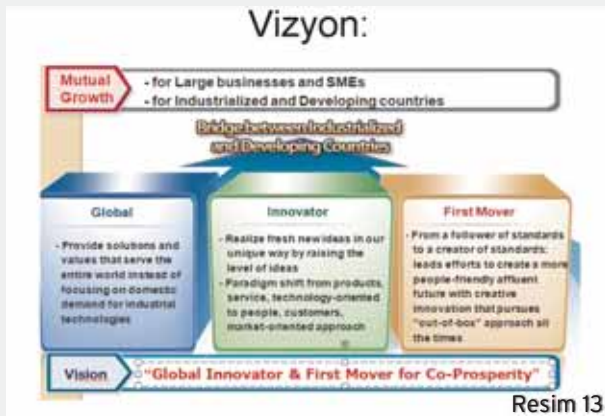 Vizyon:
Mutual
Growth
- for Large businesses and SMEs
- for Industrialized and Developing countries
Bridge between Industrialized
and Developing Countries
Global
- Provide solutions and
values that serve the
entire world instead of
focusing on domestic
demand for industrial
technologies
Innovator
- Realize fresh new ideas in our
unique way by raising the
level of ideas
- Paradigm shift from products,
service, technology-oriented
to people, customers,
market-oriented approach
First Mover
- From a follower of standards
to a creator of standards;
leads efforts to create a more
people-friendly affluent
future with creative
innovation that pursues
"out-of-box" approach all
the times
Vision
"Global Innovator & First Mover for Co-Prosperity"
Resim 13